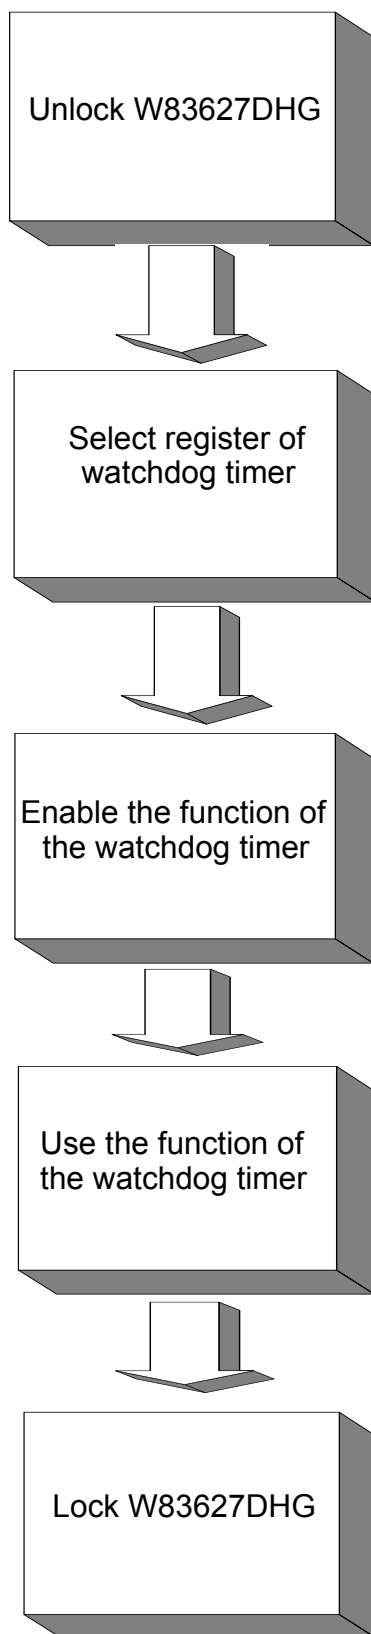 Unlock W83627DHG
Select register of
watchdog timer
Enable the function of
the watchdog timer
Use the function of
the watchdog timer
Lock W83627DHG